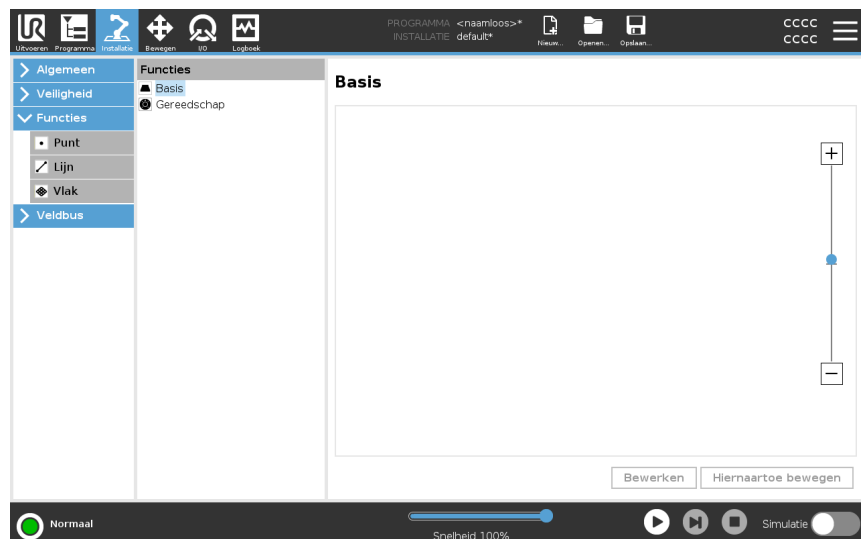 PROGRAMMA <naamloos>*
INSTALLATIE default*
Uitvoeren Programma Installatie Bewegen I/O Logboek
Nieuw... Openen... Opslaan...
CCCC
CCCC
Algemeen
Veiligheid
Functies
Punt
Lijn
Vlak
Veldbus
Functies
Basis
Gereedschap
Basis
+
−
Bewerken Hiernaartoe bewegen
Normaal
Snelheid 100%
Simulatie